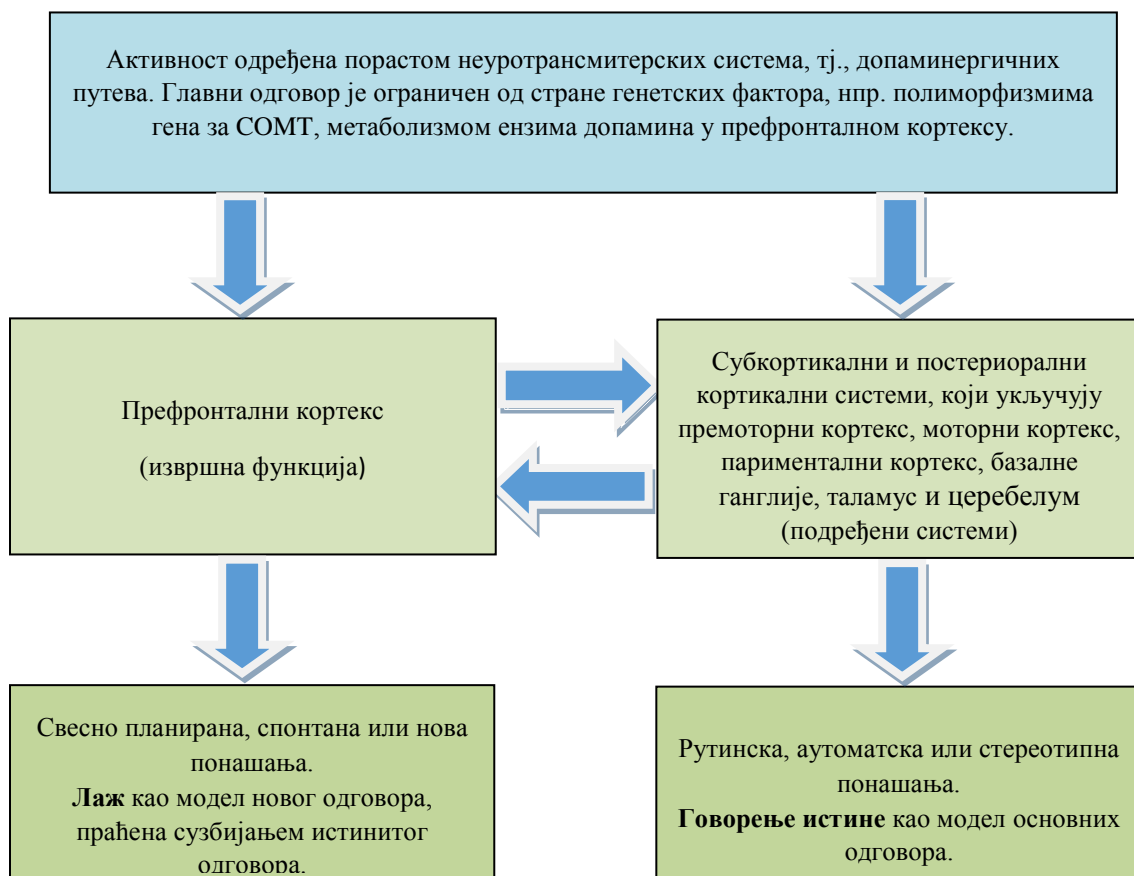 Активност одређена порастом неуротрансмитерских система, тј., допаминергичних
путева. Главни одговор је ограничен од стране генетских фактора, нпр. полиморфизмима
гена за COMT, метаболизмом ензима допамина у префронталном кортексу.
Префронтални кортекс
(извршна функција)
Субкортикални и постериорални
кортикални системи, који укључују
премоторни кортекс, моторни кортекс,
париментални кортекс, базалне
ганглије, таламус и церебелум
(подређени системи)
Свесно планирана, спонтана или нова
понашања.
Лаж као модел новог одговора,
праћена сузбијањем истинитог
одговора.
Рутинска, аутоматска или стереотипна
понашања.
Говорење истине као модел основних
одговора.